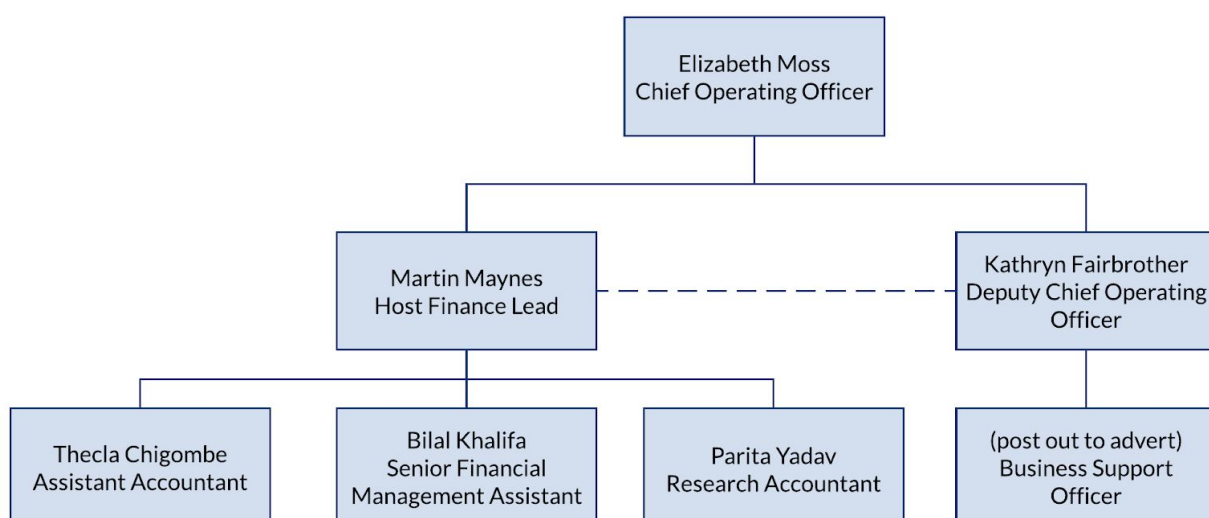 Elizabeth Moss
Chief Operating Officer
Martin Maynes
Host Finance Lead
Kathryn Fairbrother
Deputy Chief Operating
Officer
Thecla Chigombe
Assistant Accountant
Bilal Khalifa
Senior Financial
Management Assistant
Parita Yadav
Research Accountant
(post out to advert)
Business Support
Officer